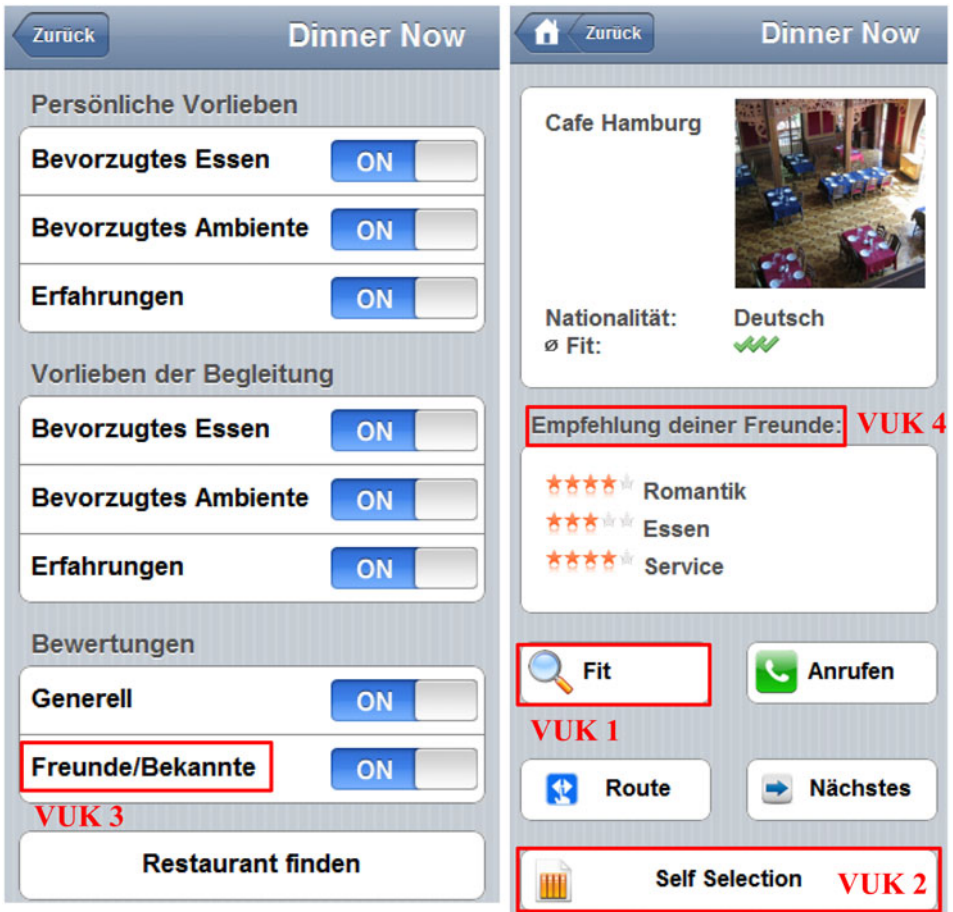 Zurück Dinner Now
Persönliche Vorlieben
Bevorzugtes Essen ON
Bevorzugtes Ambiente ON
Erfahrungen ON
Vorlieben der Begleitung
Bevorzugtes Essen ON
Bevorzugtes Ambiente ON
Erfahrungen ON
Bewertungen
Generell ON
Freunde/Bekannte ON
VUK 3
Restaurant finden
Zurück Dinner Now
Cafe Hamburg
Nationalität: Deutsch
ø Fit:
Empfehlung deiner Freunde: VUK 4
Romantik
Essen
Service
Fit Anrufen
VUK 1
Route Nächstes
Self Selection VUK 2